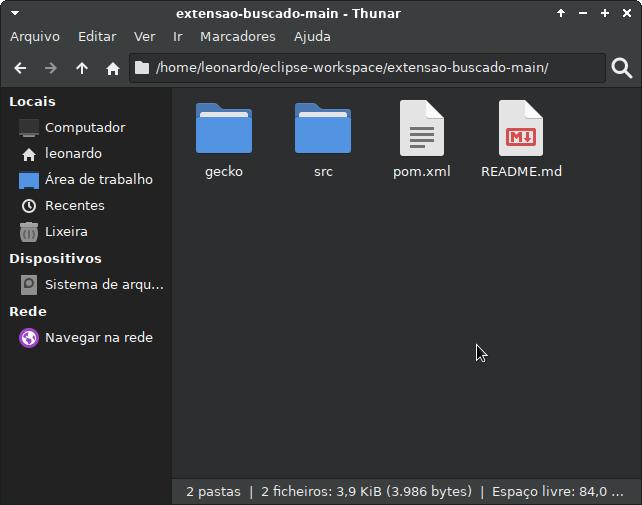 extensao-buscado-main - Thunar
Arquivo Editar Ver Ir Marcadores Ajuda
/home/leonardo/eclipse-workspace/extensao-buscado-main/
Locais
Computador
leonardo
Área de trabalho
Recentes
Lixeira
Dispositivos
Sistema de arqu...
Rede
Navegar na rede
gecko src pom.xml README.md
2 pastas | 2 ficheiros: 3,9 KiB (3.986 bytes) | Espaço livre: 84,0 ...